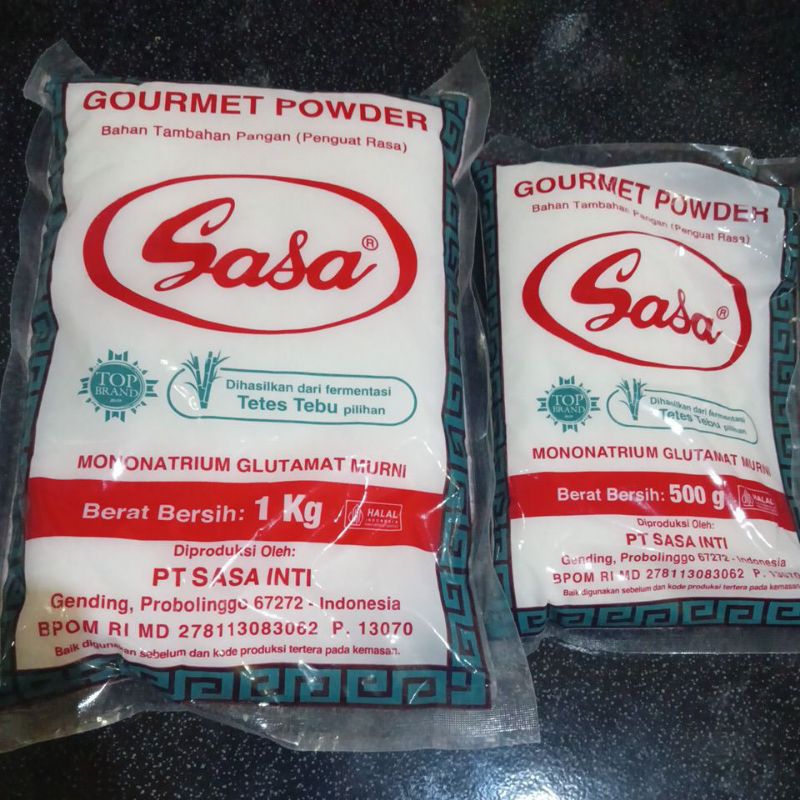 GOURMET POWDER
Bahan Tambahan Pangan (Penguat Rasa)
Sasa®
TOP
BRAND
Dihasilkan dari fermentasi
Tetes Tebu pilihan
MONONATRIUM GLUTAMAT MURNI
Berat Bersih: 1 Kg
HALAL
INDONESIA
Diproduksi Oleh:
PT SASA INTI
Gending, Probolinggo 67272 - Indonesia
BPOM RI MD 278113083062 P. 13070
Baik digunakan sebelum dan kode produksi tertera pada kemasan.
GOURMET POWDER
Bahan Tambahan Pangan (Penguat Rasa)
Sasa®
TOP
BRAND
Dihasilkan dari fermentasi
Tetes Tebu pilihan
MONONATRIUM GLUTAMAT MURNI
Berat Bersih: 500 g
HALAL
Diproduksi Oleh:
PT SASA INTI
Gending, Probolinggo 67272 - Indonesia
BPOM RI MD 278113083062 P. 13070
Baik digunakan sebelum dan kode produksi tertera pada kemasan.